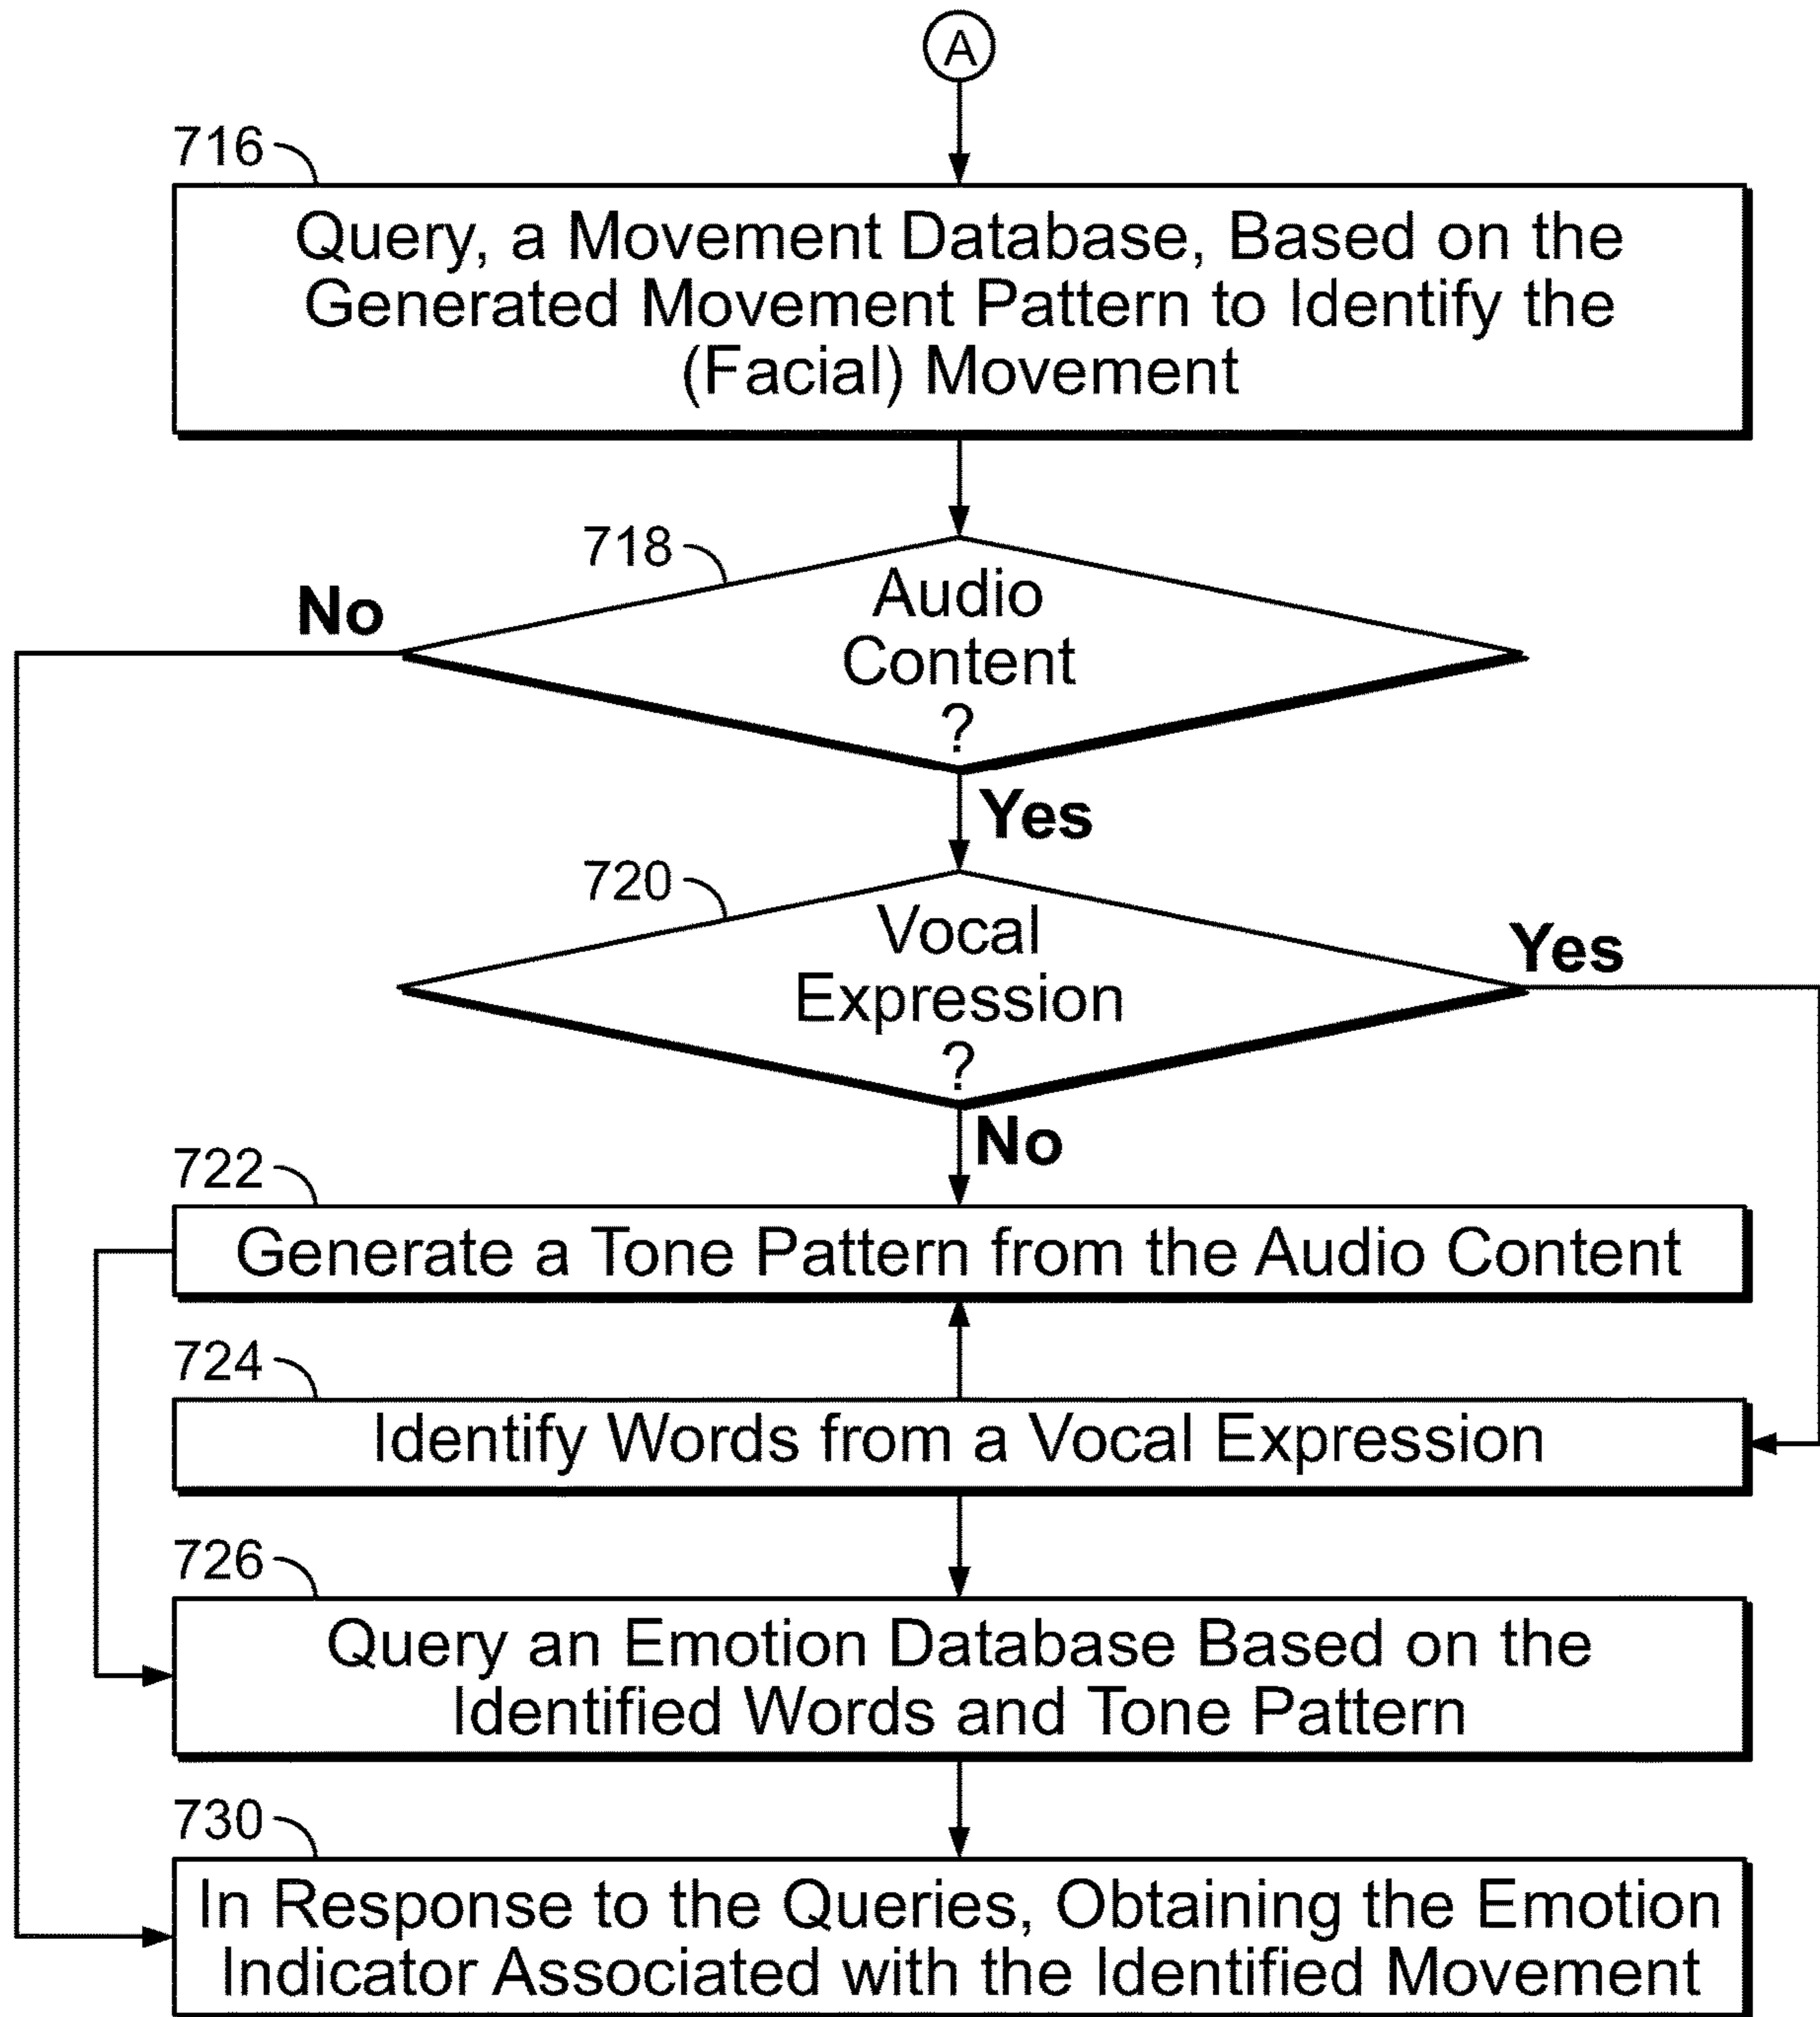 A
716
Query, a Movement Database, Based on the
Generated Movement Pattern to Identify the
(Facial) Movement
718
Audio
Content
?
No
Yes
720
Vocal
Expression
?
Yes
No
722
Generate a Tone Pattern from the Audio Content
724
Identify Words from a Vocal Expression
726
Query an Emotion Database Based on the
Identified Words and Tone Pattern
730
In Response to the Queries, Obtaining the Emotion
Indicator Associated with the Identified Movement